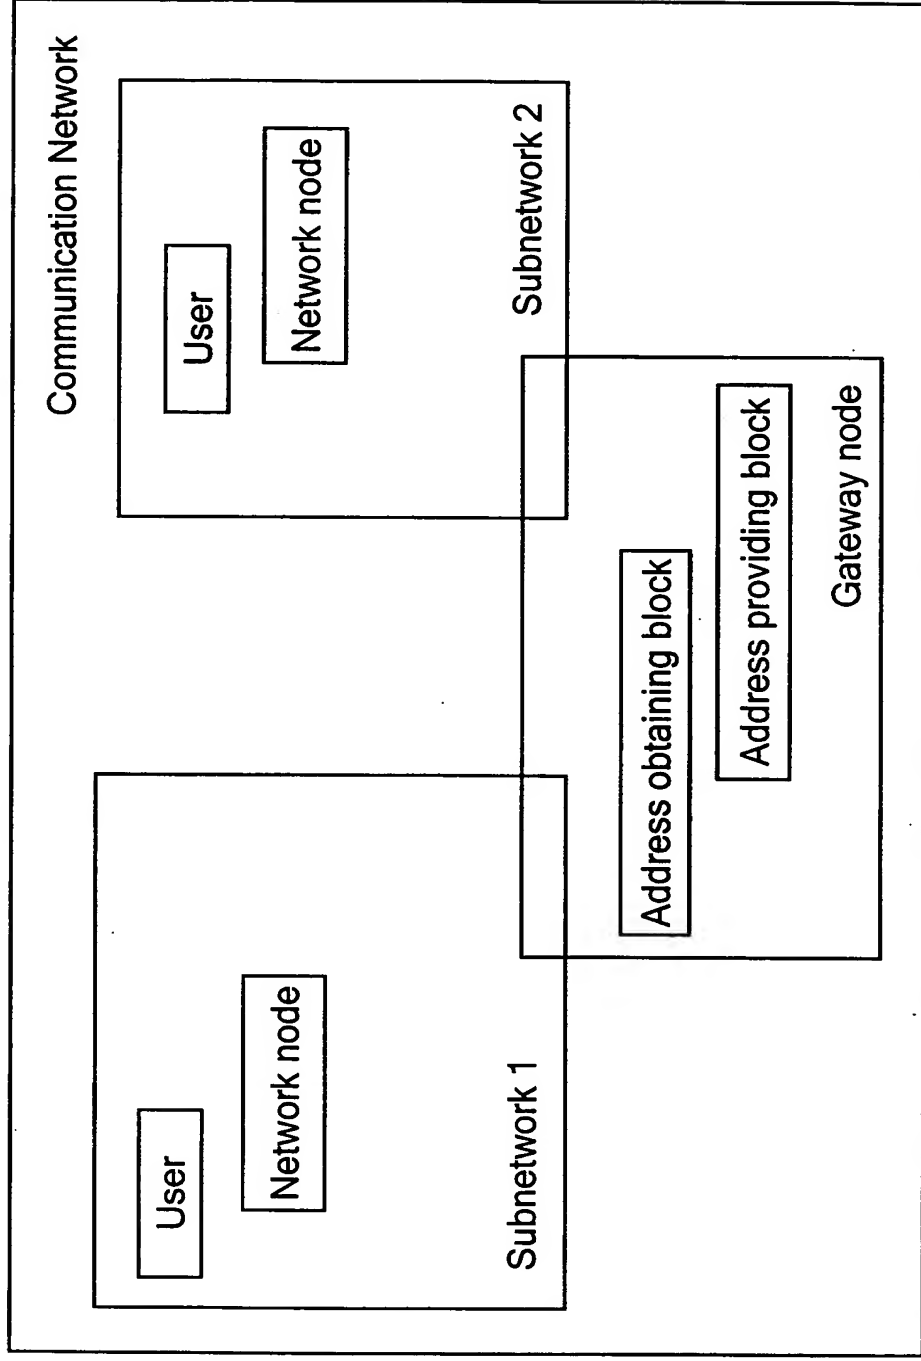 Communication Network
User
Network node
Subnetwork 1
User
Network node
Subnetwork 2
Address obtaining block
Address providing block
Gateway node